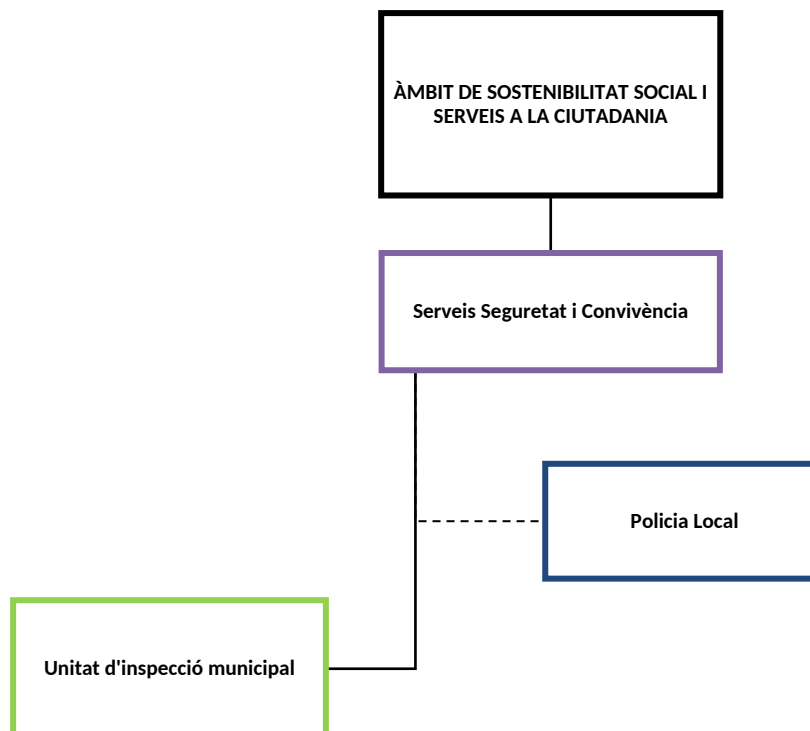 ÀMBIT DE SOSTENIBILITAT SOCIAL I
SERVEIS A LA CIUTADANIA
Serveis Seguretat i Convivència
Policia Local
Unitat d'inspecció municipal